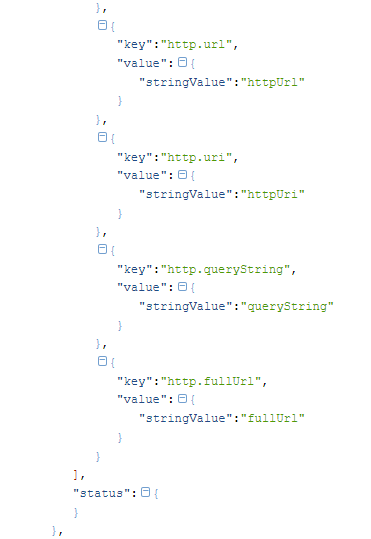 },
{
"key":"http.url",
"value":{
"stringValue":"httpUrl"
}
},
{
"key":"http.uri",
"value":{
"stringValue":"httpUri"
}
},
{
"key":"http.queryString",
"value":{
"stringValue":"queryString"
}
},
{
"key":"http.fullUrl",
"value":{
"stringValue":"fullUrl"
}
}
],
"status":{
}
},